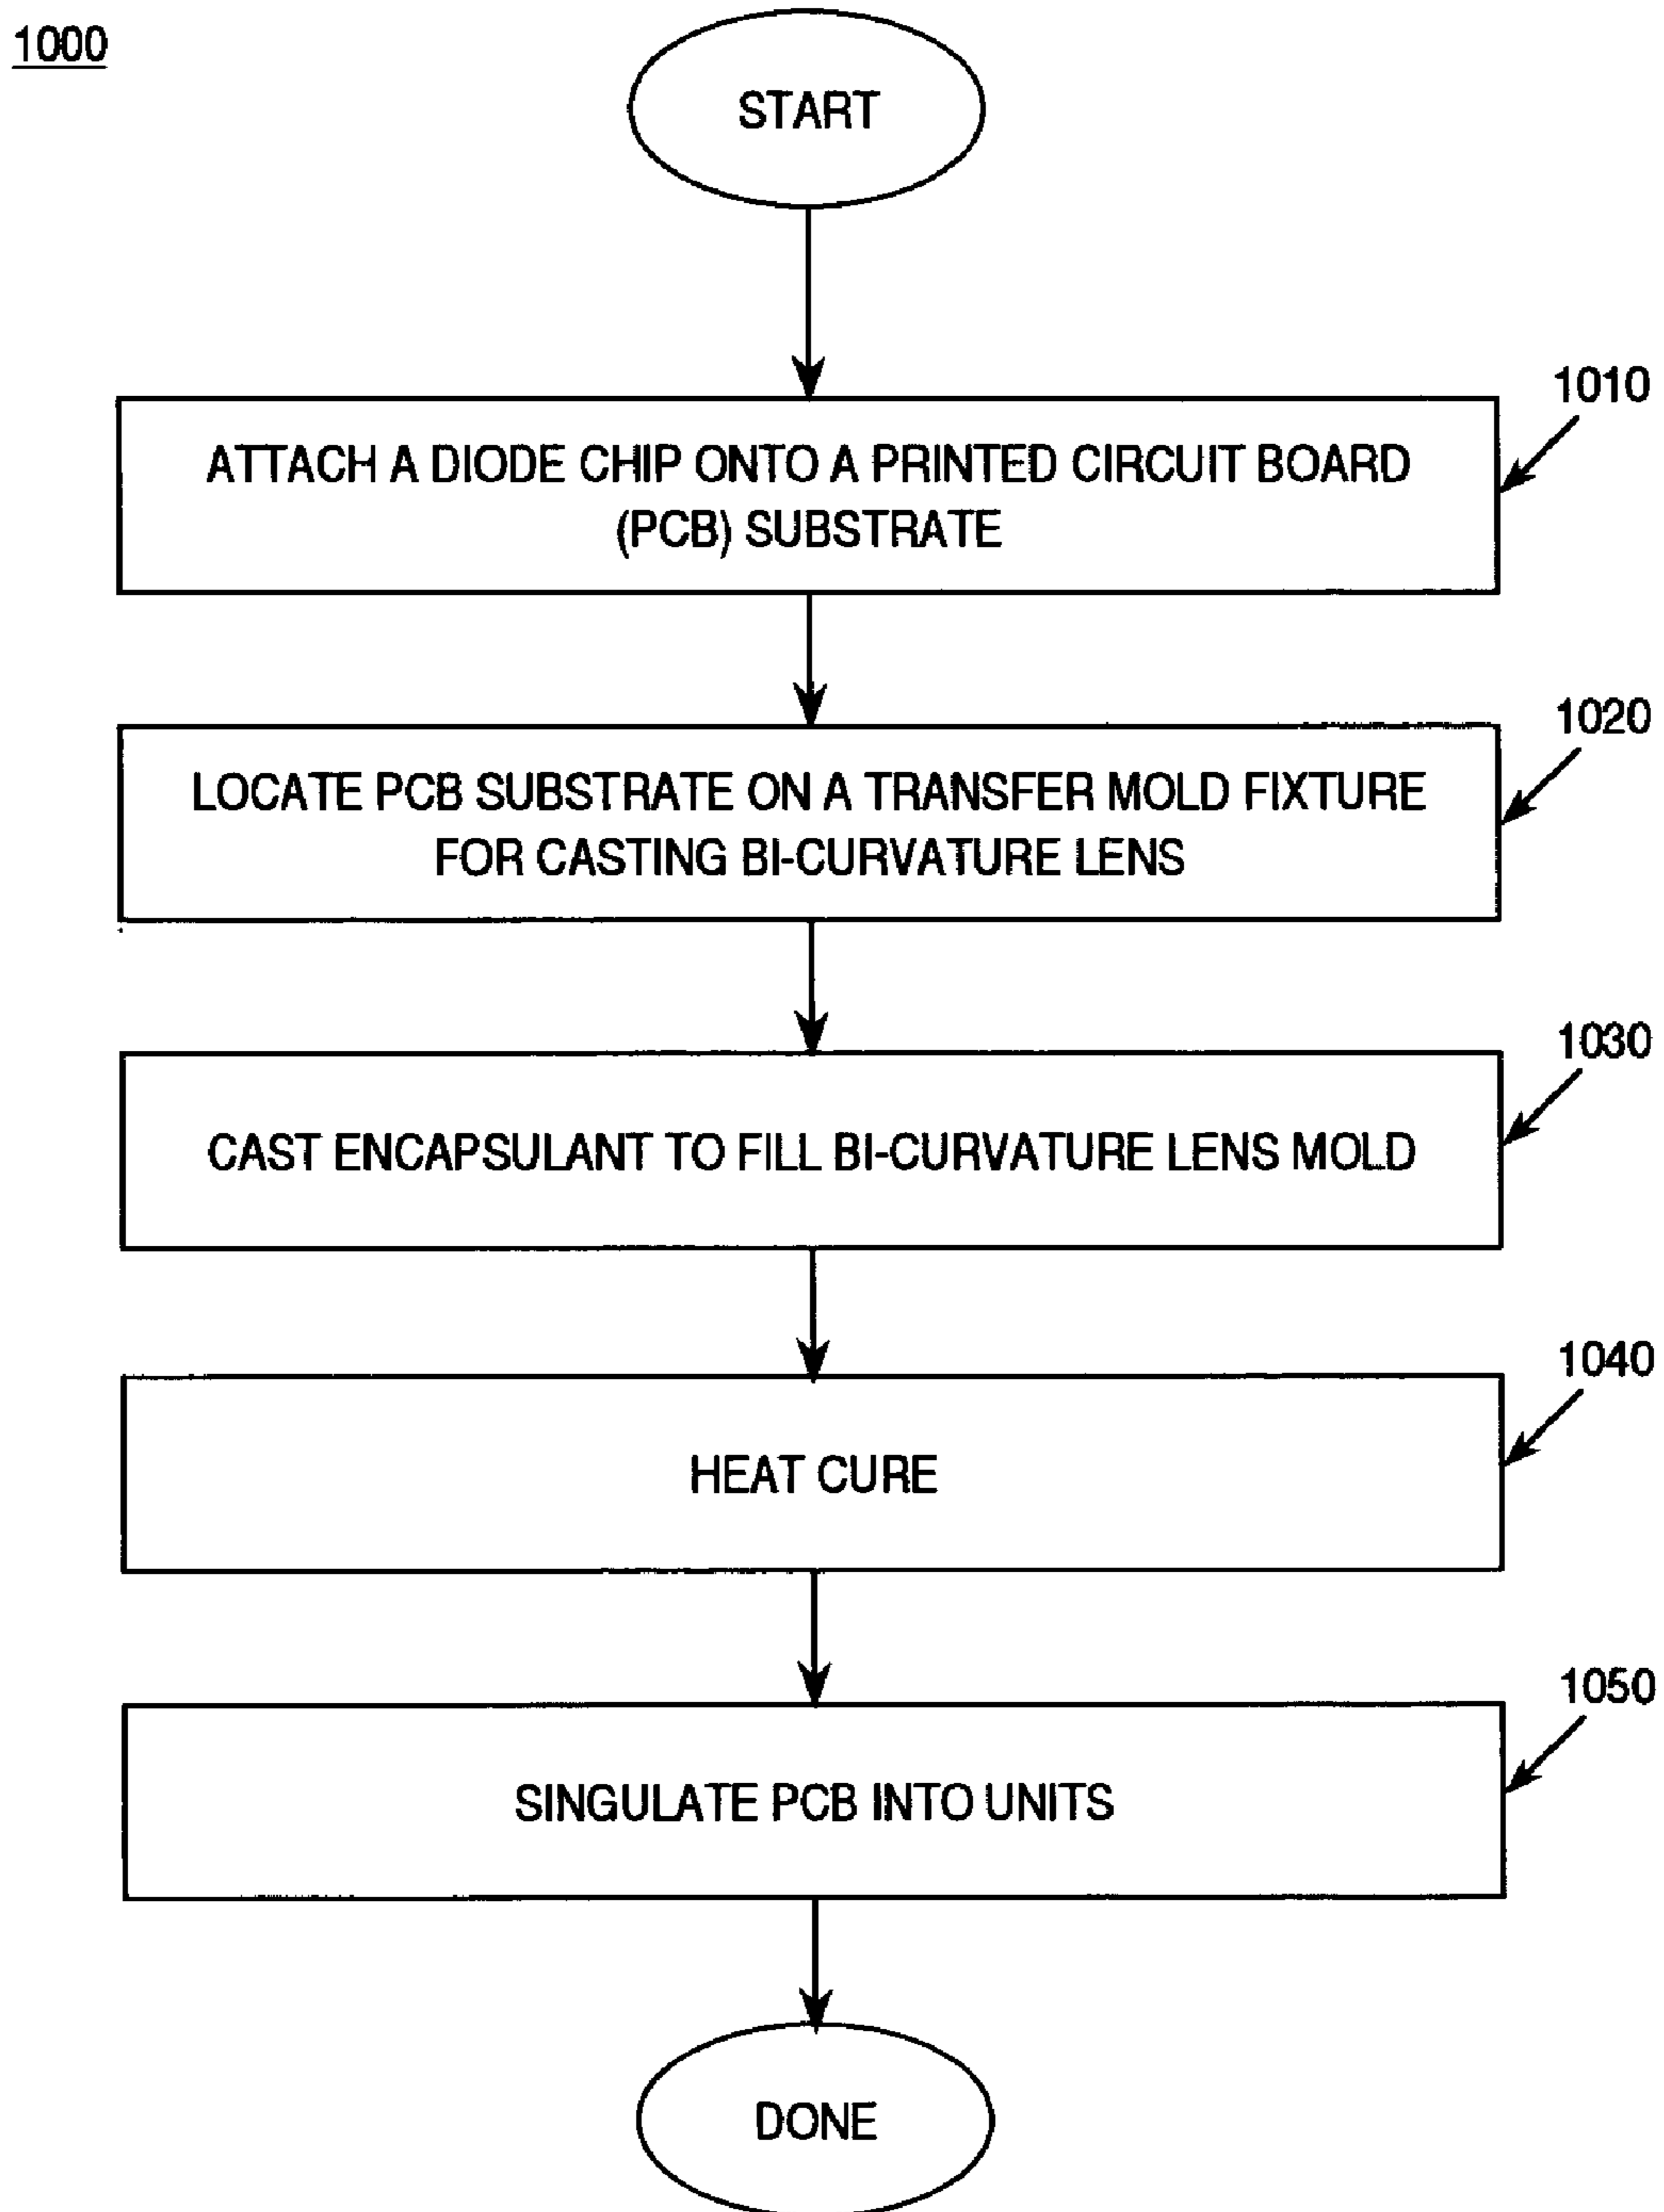 1000
START
1010
ATTACH A DIODE CHIP ONTO A PRINTED CIRCUIT BOARD
(PCB) SUBSTRATE
1020
LOCATE PCB SUBSTRATE ON A TRANSFER MOLD FIXTURE
FOR CASTING BI-CURVATURE LENS
1030
CAST ENCAPSULANT TO FILL BI-CURVATURE LENS MOLD
1040
HEAT CURE
1050
SINGULATE PCB INTO UNITS
DONE